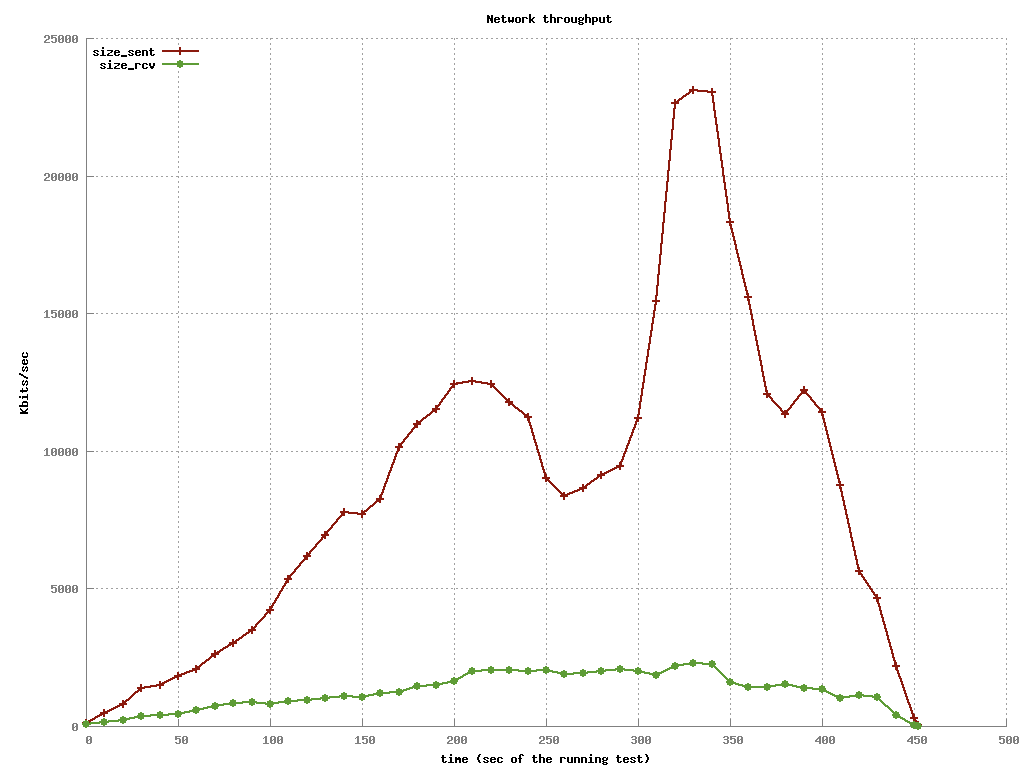 Network throughput
25000
size_sent
size_rcv
20000
15000
Kbits/sec
10000
5000
0
0 50 100 150 200 250 300 350 400 450 500
time (sec of the running test)